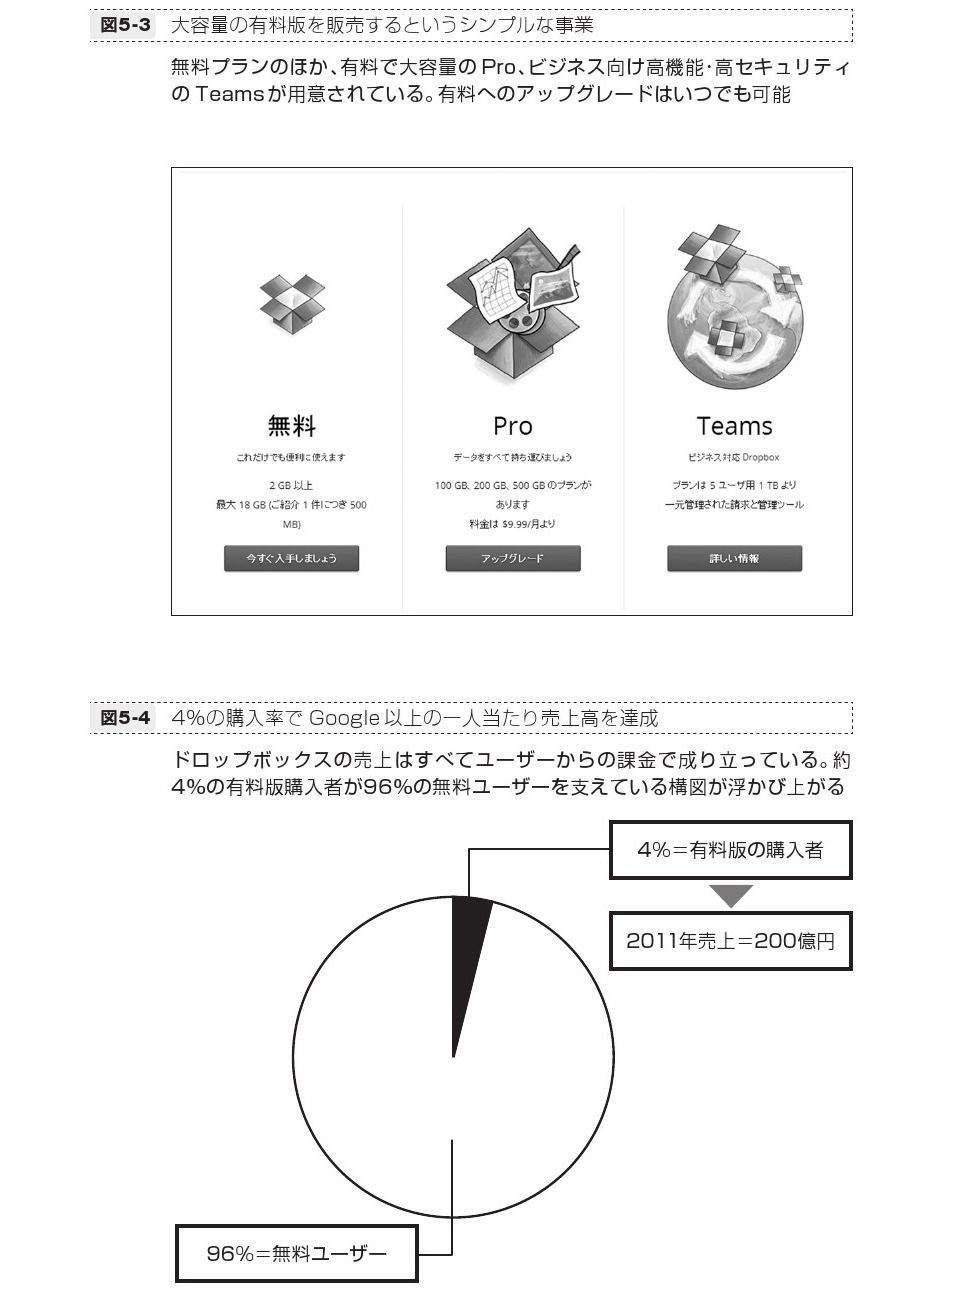 図5-3 大容量の有料版を販売するというシンプルな事業
無料プランのほか、有料で大容量の Pro、ビジネス向け高機能・高セキュリティ
の Teamsが用意されている。有料へのアップグレードはいつでも可能
無料
これだけでも便利に使えます
2 GB 以上
最大 18 GB (ご紹介 1 件につき 500
MB)
今すぐ入手しましょう
Pro
データをすべて持ち運びましょう
100 GB、200 GB、500 GB のプランが
あります
料金は $9.99/月より
アップグレード
Teams
ビジネス対応 Dropbox
プランは 5 ユーザ用 1 TB より
一元管理された請求と管理ツール
詳しい情報
図5-4 4%の購入率で Google 以上の一人当たり売上高を達成
ドロップボックスの売上はすべてユーザーからの課金で成り立っている。約
4%の有料版購入者が96%の無料ユーザーを支えている構図が浮かび上がる
4%＝有料版の購入者
2011年売上＝200億円
96%＝無料ユーザー